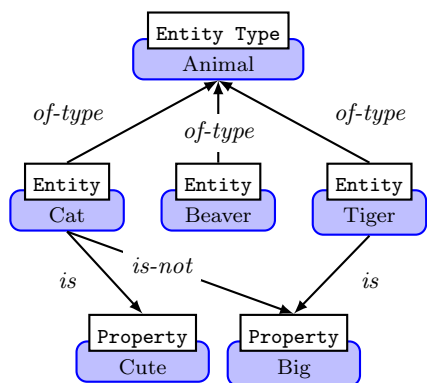 Entity Type
Animal
of-type
of-type
of-type
Entity
Entity
Entity
Cat
Beaver
Tiger
is-not
is
is
Property
Property
Cute
Big